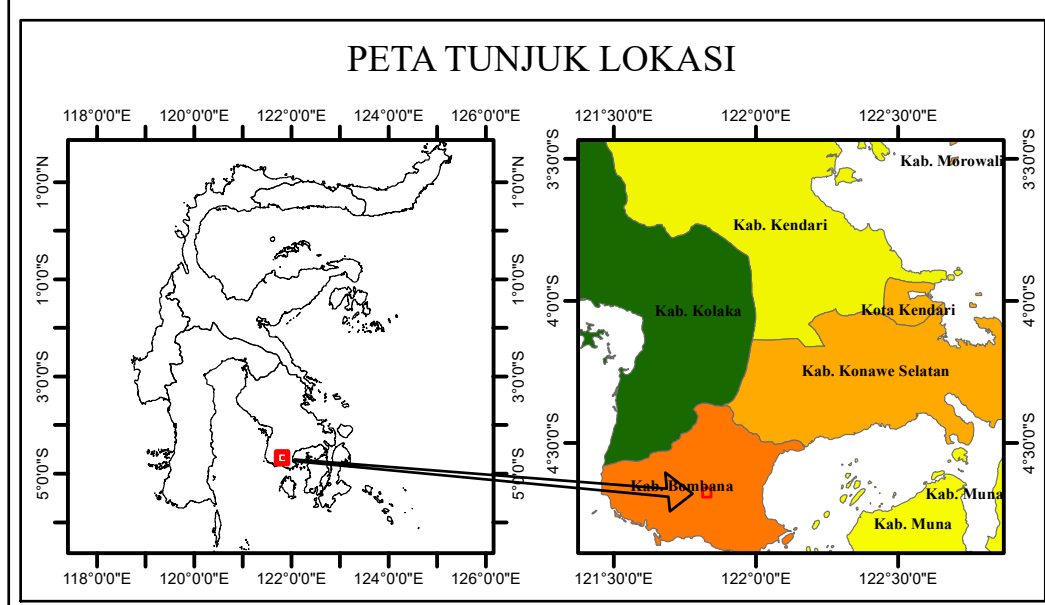 PETA TUNJUK LOKASI
118°0'0"E 120°0'0"E 122°0'0"E 124°0'0"E 126°0'0"E
1°0'0"N
1°0'0"S
3°0'0"S
5°0'0"S
1°0'0"N
1°0'0"S
3°0'0"S
5°0'0"S
118°0'0"E 120°0'0"E 122°0'0"E 124°0'0"E 126°0'0"E
121°30'0"E 122°0'0"E 122°30'0"E
3°30'0"S
4°0'0"S
4°30'0"S
Kab. Morowali
Kab. Kendari
Kab. Kolaka
Kota Kendari
Kab. Konawe Selatan
Kab. Bombana
Kab. Muna
Kab. Muna
3°30'0"S
4°0'0"S
4°30'0"S
121°30'0"E 122°0'0"E 122°30'0"E